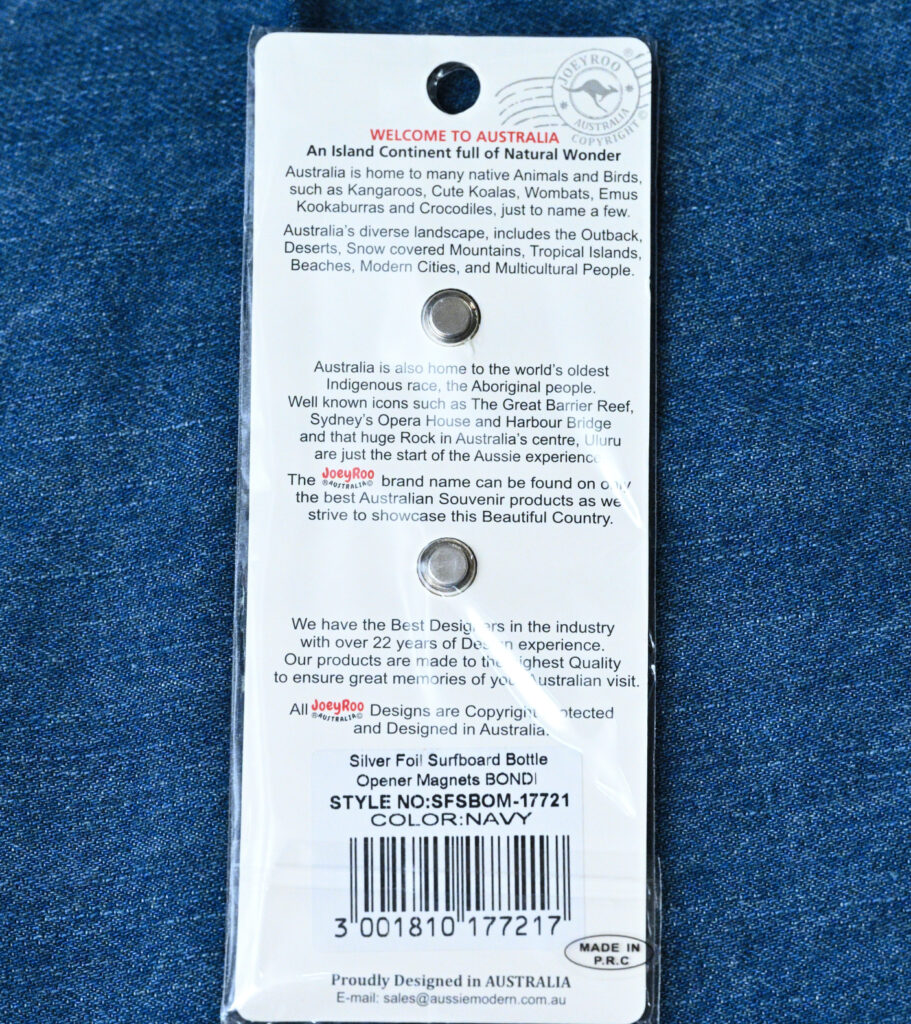 JOEYROO
AUSTRALIA
COPYRIGHT
WELCOME TO AUSTRALIA
An Island Continent full of Natural Wonder
Australia is home to many native Animals and Birds,
such as Kangaroos, Cute Koalas, Wombats, Emus
Kookaburras and Crocodiles, just to name a few.
Australia's diverse landscape, includes the Outback,
Deserts, Snow covered Mountains, Tropical Islands,
Beaches, Modern Cities, and Multicultural People.
Australia is also home to the world's oldest
Indigenous race, the Aboriginal people.
Well known icons such as The Great Barrier Reef,
Sydney's Opera House and Harbour Bridge
and that huge Rock in Australia's centre, Uluru
are just the start of the Aussie experience
The JoeyRoo ®AUSTRALIA© brand name can be found on only
the best Australian Souvenir products as we
strive to showcase this Beautiful Country.
We have the Best Designers in the industry
with over 22 years of Design experience.
Our products are made to the highest Quality
to ensure great memories of your Australian visit.
All JoeyRoo ®AUSTRALIA© Designs are Copyright Protected
and Designed in Australia.
Silver Foil Surfboard Bottle
Opener Magnets BONDI
STYLE NO:SFSBOM-17721
COLOR:NAVY
3 001810 177217
MADE IN
P.R.C
Proudly Designed in AUSTRALIA
E-mail: sales@aussiemodern.com.au